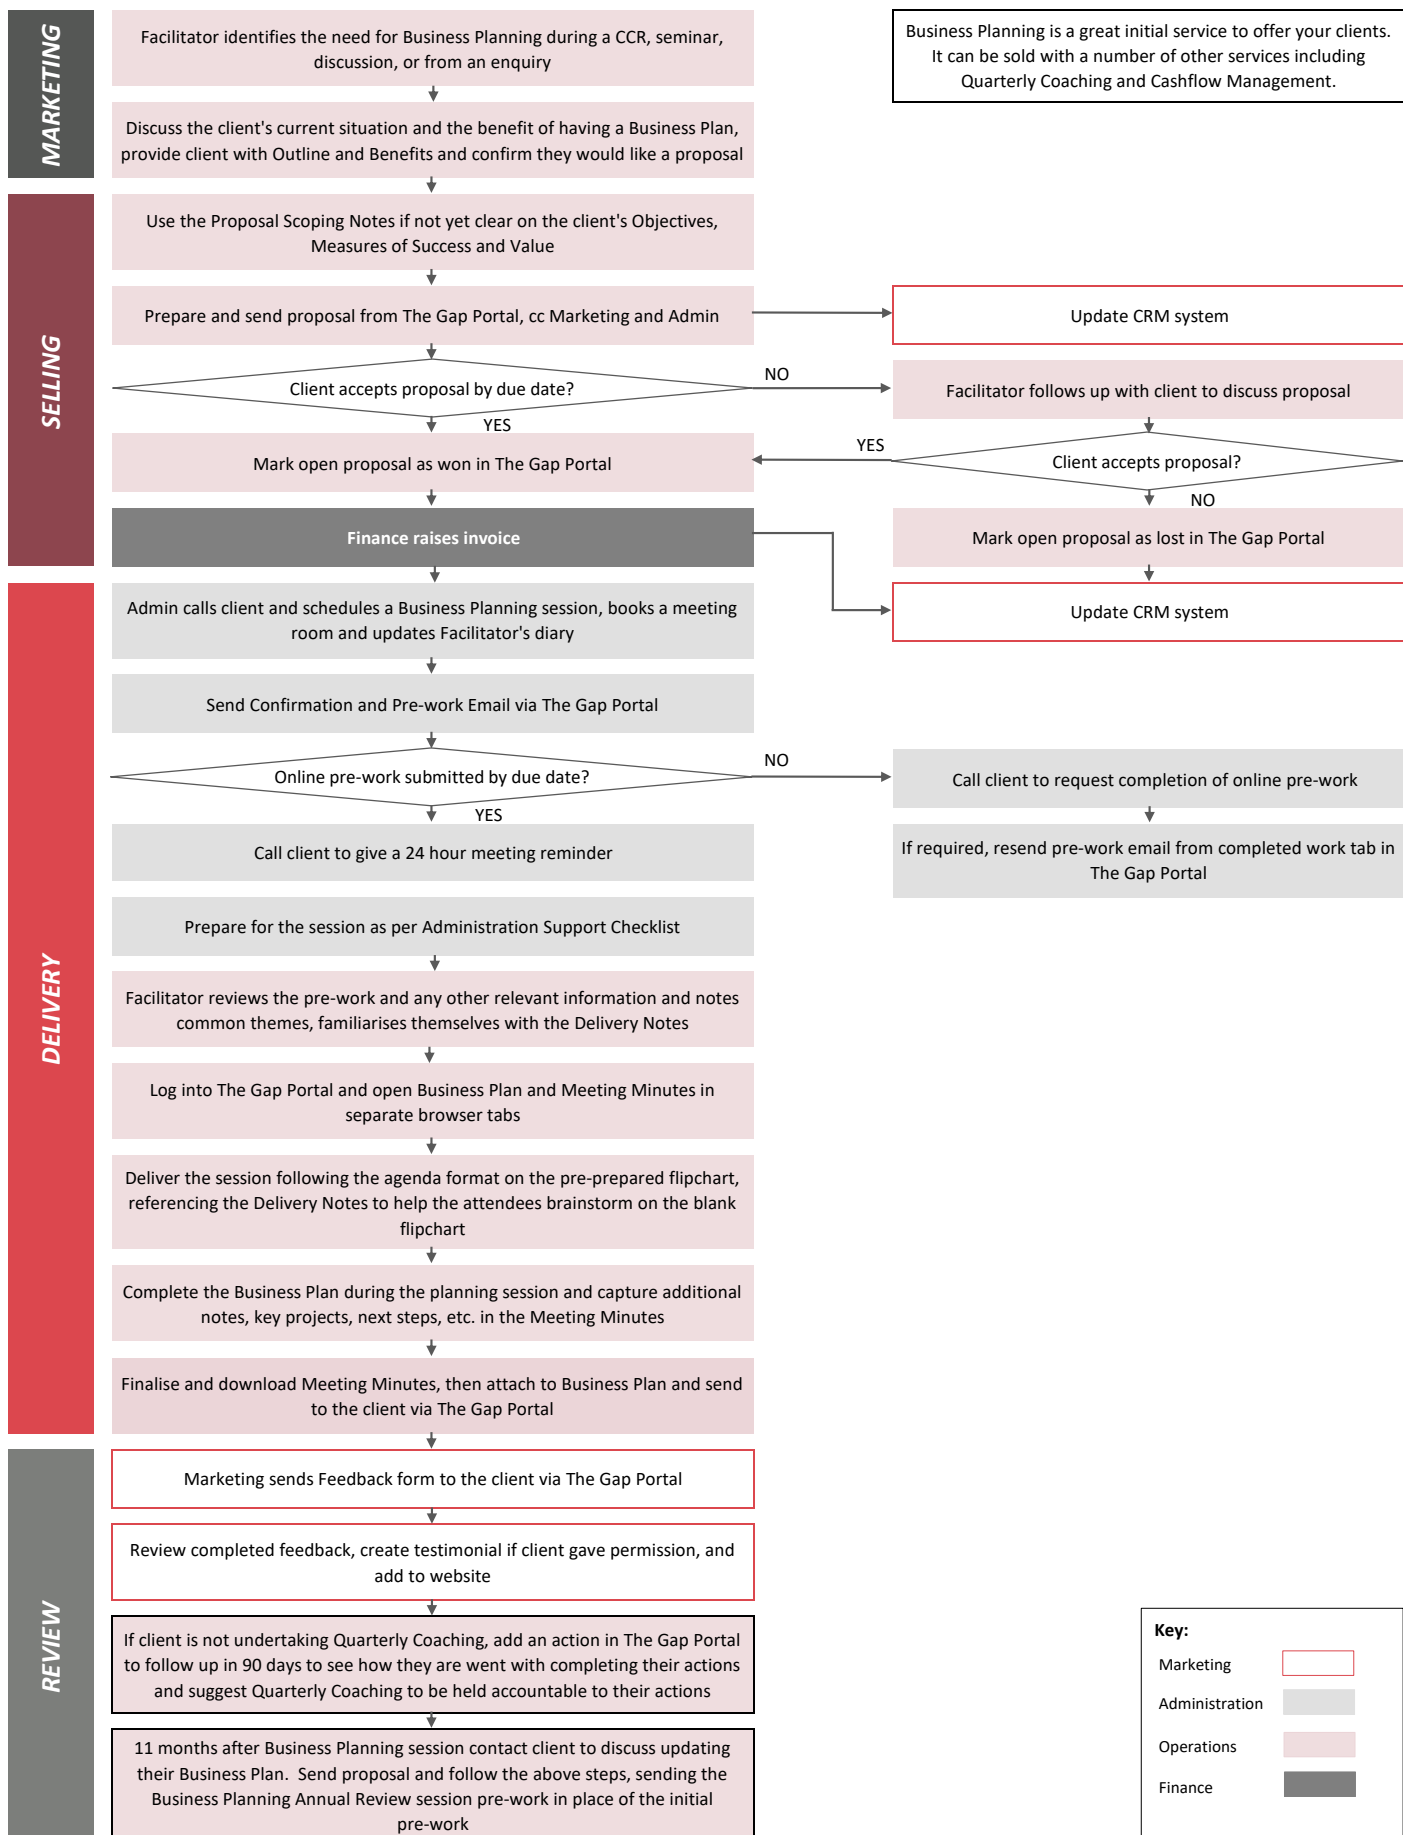 MARKETING
Facilitator identifies the need for Business Planning during a CCR, seminar,
discussion, or from an enquiry
Business Planning is a great initial service to offer your clients.
It can be sold with a number of other services including
Quarterly Coaching and Cashflow Management.
Discuss the client's current situation and the benefit of having a Business Plan,
provide client with Outline and Benefits and confirm they would like a proposal
SELLING
Use the Proposal Scoping Notes if not yet clear on the client's Objectives,
Measures of Success and Value
Prepare and send proposal from The Gap Portal, cc Marketing and Admin
Update CRM system
Client accepts proposal by due date?
NO
Facilitator follows up with client to discuss proposal
YES
Mark open proposal as won in The Gap Portal
YES
Client accepts proposal?
NO
Finance raises invoice
Mark open proposal as lost in The Gap Portal
DELIVERY
Admin calls client and schedules a Business Planning session, books a meeting
room and updates Facilitator's diary
Update CRM system
Send Confirmation and Pre-work Email via The Gap Portal
Online pre-work submitted by due date?
NO
Call client to request completion of online pre-work
YES
Call client to give a 24 hour meeting reminder
If required, resend pre-work email from completed work tab in
The Gap Portal
Prepare for the session as per Administration Support Checklist
Facilitator reviews the pre-work and any other relevant information and notes
common themes, familiarises themselves with the Delivery Notes
Log into The Gap Portal and open Business Plan and Meeting Minutes in
separate browser tabs
Deliver the session following the agenda format on the pre-prepared flipchart,
referencing the Delivery Notes to help the attendees brainstorm on the blank
flipchart
Complete the Business Plan during the planning session and capture additional
notes, key projects, next steps, etc. in the Meeting Minutes
Finalise and download Meeting Minutes, then attach to Business Plan and send
to the client via The Gap Portal
REVIEW
Marketing sends Feedback form to the client via The Gap Portal
Review completed feedback, create testimonial if client gave permission, and
add to website
If client is not undertaking Quarterly Coaching, add an action in The Gap Portal
to follow up in 90 days to see how they are went with completing their actions
and suggest Quarterly Coaching to be held accountable to their actions
11 months after Business Planning session contact client to discuss updating
their Business Plan. Send proposal and follow the above steps, sending the
Business Planning Annual Review session pre-work in place of the initial
pre-work
Key:
Marketing
Administration
Operations
Finance